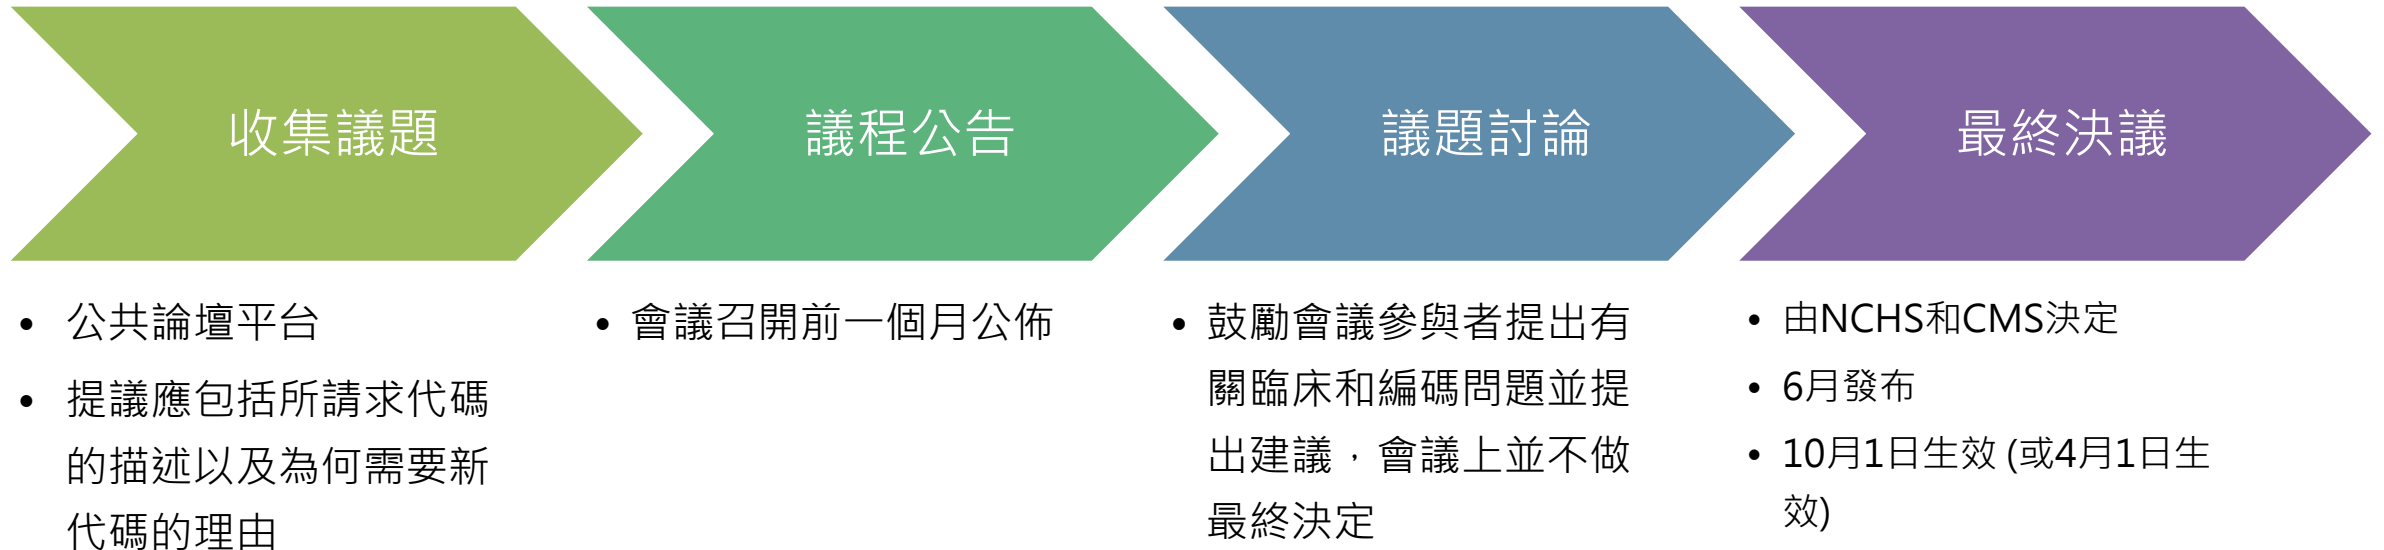 收集議題
議程公告
議題討論
最終決議
• 公共論壇平台
• 提議應包括所請求代碼
的描述以及為何需要新
代碼的理由
• 會議召開前一個月公佈
• 鼓勵會議參與者提出有
關臨床和編碼問題並提
出建議，會議上並不做
最終決定
• 由NCHS和CMS決定
• 6月發布
• 10月1日生效 (或4月1日生
效)